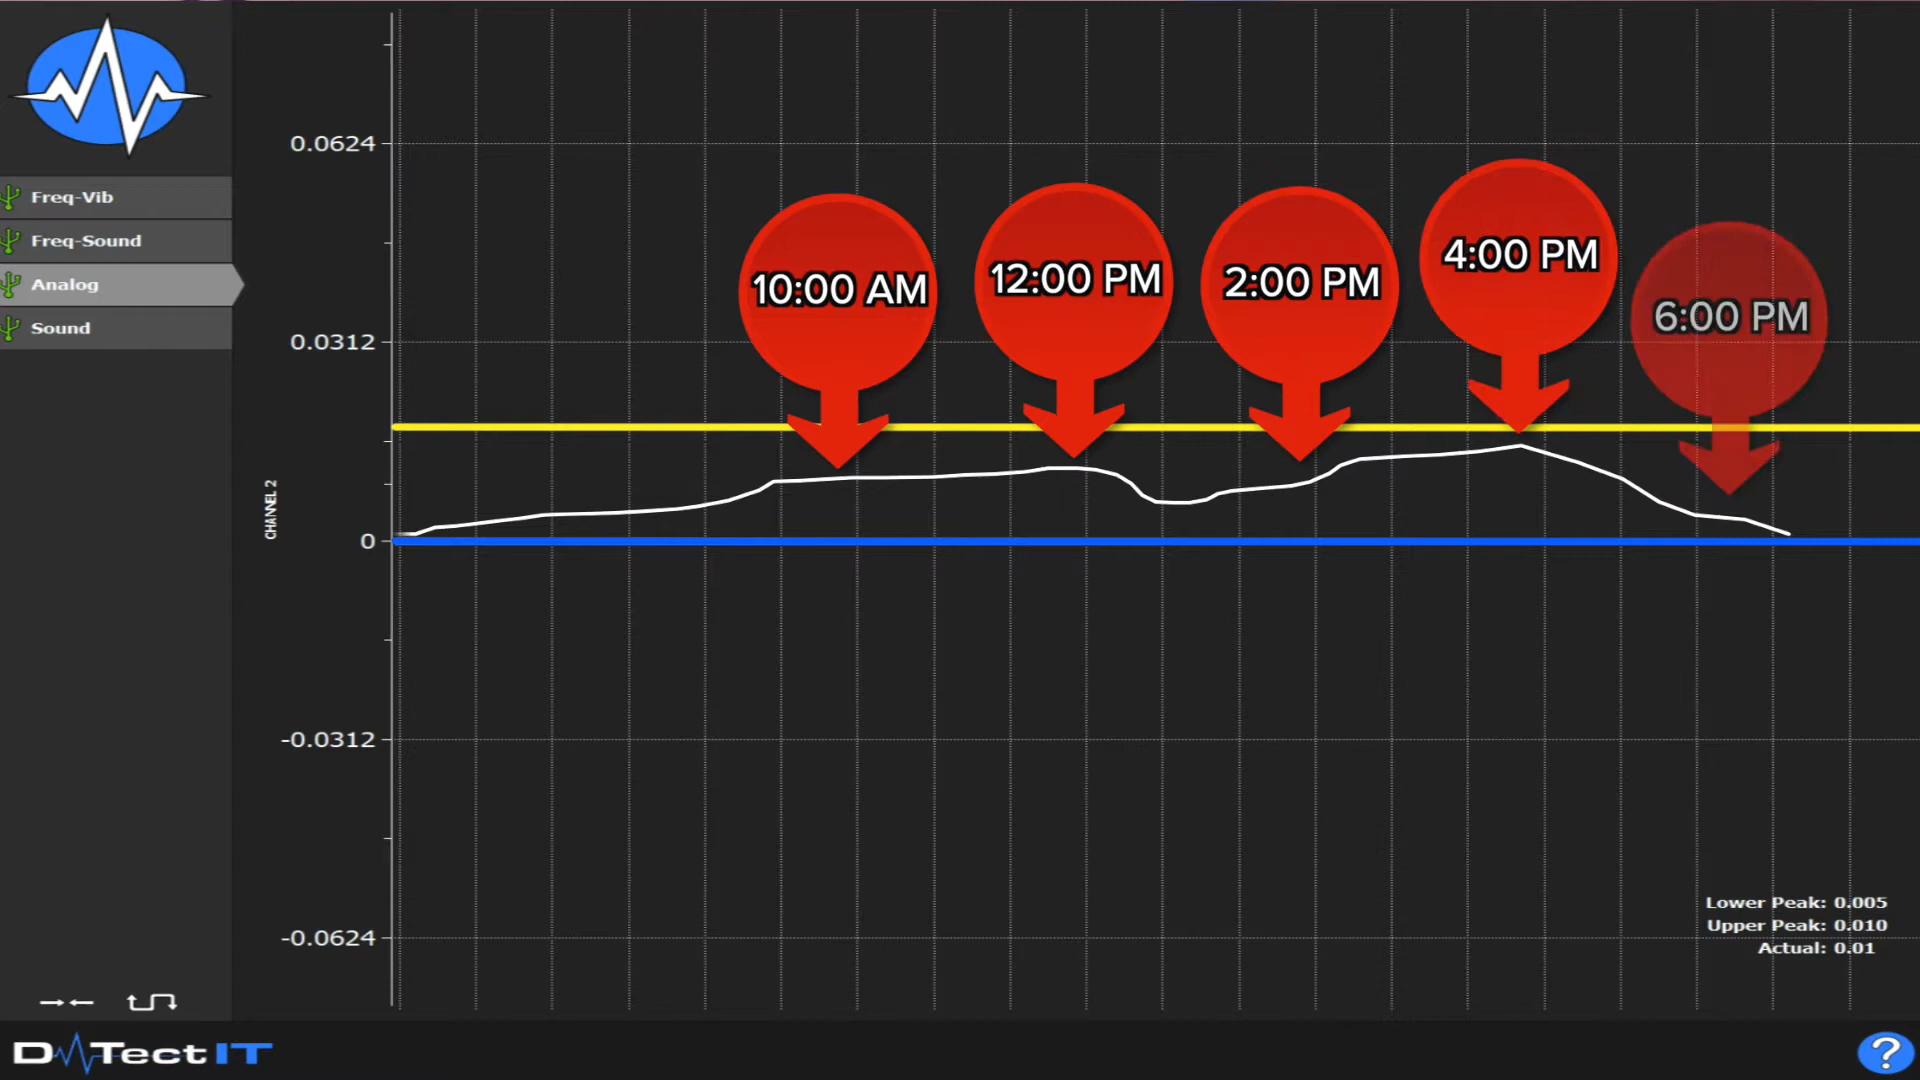 Freq-Vib
Freq-Sound
Analog
Sound
0.0624
0.0312
0
-0.0312
-0.0624
CHANNEL 2
10:00 AM
12:00 PM
2:00 PM
4:00 PM
6:00 PM
Lower Peak: 0.005
Upper Peak: 0.010
Actual: 0.01
D Tect IT
?